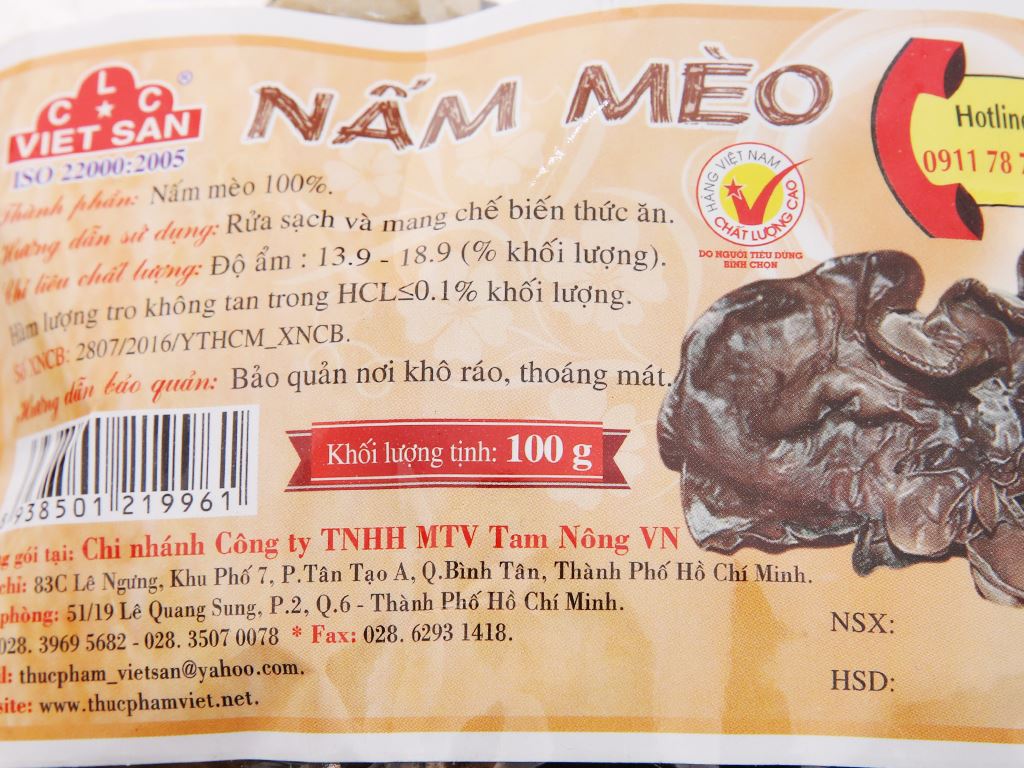 C L C
VIET SAN ®
ISO 22000:2005
NẤM MÈO
Hotline
0911 78
HÀNG VIỆT NAM
CHẤT LƯỢNG CAO
DO NGƯỜI TIÊU DÙNG
BÌNH CHỌN
Thành phần: Nấm mèo 100%.
Hướng dẫn sử dụng: Rửa sạch và mang chế biến thức ăn.
Chỉ tiêu chất lượng: Độ ẩm : 13.9 - 18.9 (% khối lượng).
Hàm lượng tro không tan trong HCL≤0.1% khối lượng.
Số XNCB: 2807/2016/YTHCM_XNCB.
Hướng dẫn bảo quản: Bảo quản nơi khô ráo, thoáng mát.
938501 219961
Khối lượng tịnh: 100 g
gói tại: Chi nhánh Công ty TNHH MTV Tam Nông VN
chỉ: 83C Lê Ngưng, Khu Phố 7, P.Tân Tạo A, Q.Bình Tân, Thành Phố Hồ Chí Minh.
phòng: 51/19 Lê Quang Sung, P.2, Q.6 - Thành Phố Hồ Chí Minh.
028. 3969 5682 - 028. 3507 0078 * Fax: 028. 6293 1418.
thucpham_vietsan@yahoo.com.
site: www.thucphamviet.net.
NSX:
HSD: